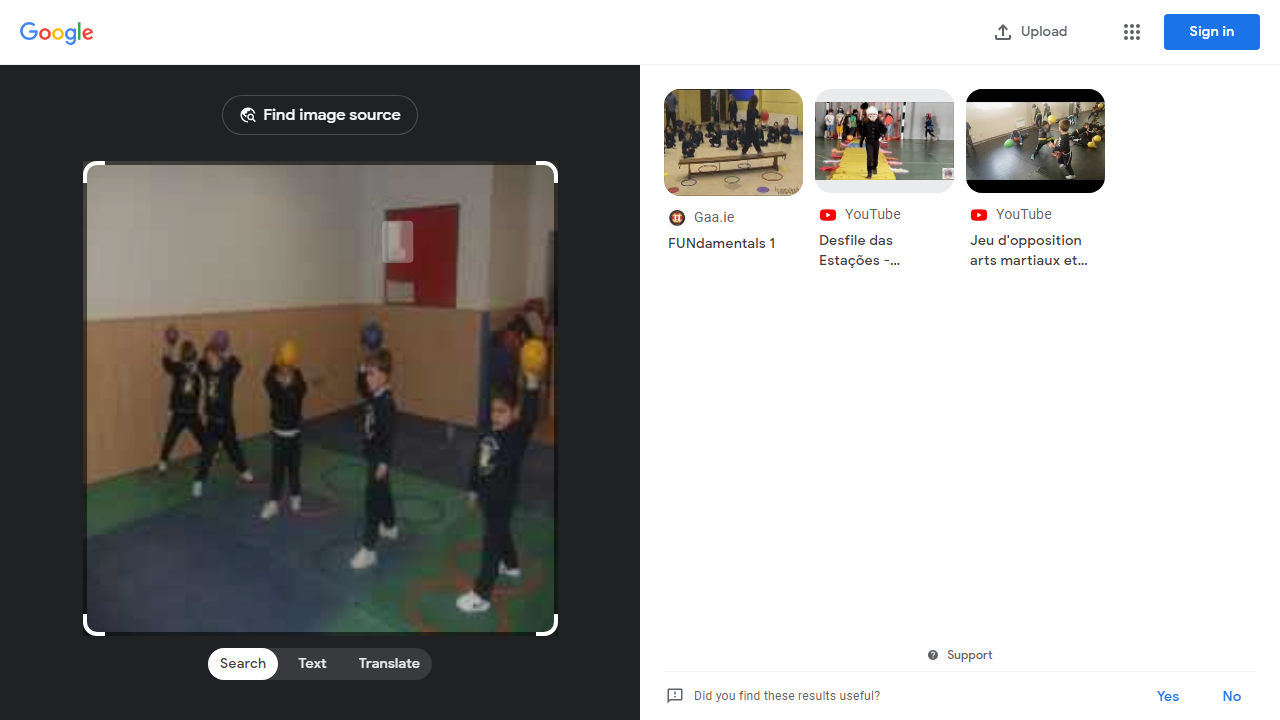 Google
Upload
Sign in
Find image source
Gaa.ie
FUNdamentals 1
YouTube
Desfile das
Estações -...
YouTube
Jeu d'opposition
arts martiaux et...
Search
Text
Translate
Support
Did you find these results useful?
Yes
No